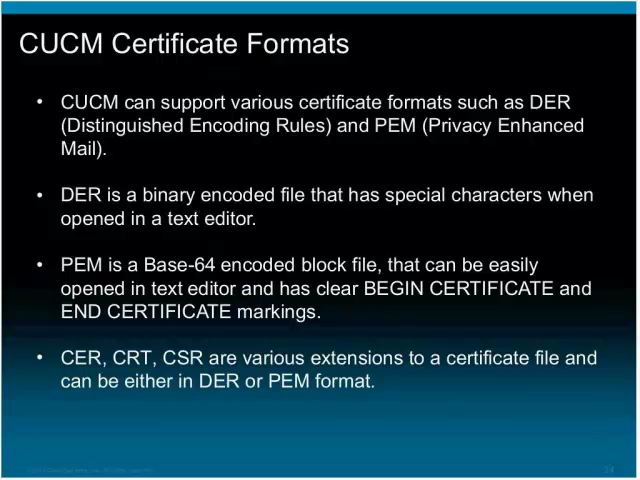 CUCM Certificate Formats
• CUCM can support various certificate formats such as DER
(Distinguished Encoding Rules) and PEM (Privacy Enhanced
Mail).
• DER is a binary encoded file that has special characters when
opened in a text editor.
• PEM is a Base-64 encoded block file, that can be easily
opened in text editor and has clear BEGIN CERTIFICATE and
END CERTIFICATE markings.
• CER, CRT, CSR are various extensions to a certificate file and
can be either in DER or PEM format.
24